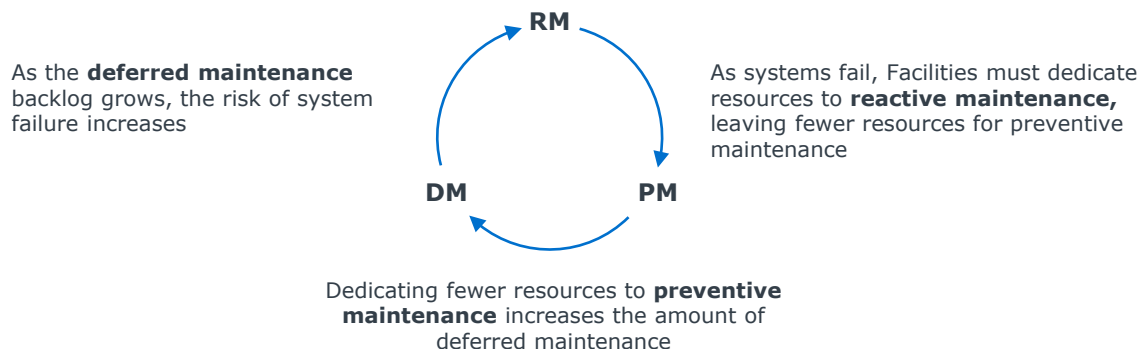 RM
As the deferred maintenance
backlog grows, the risk of system
failure increases
As systems fail, Facilities must dedicate
resources to reactive maintenance,
leaving fewer resources for preventive
maintenance
DM
PM
Dedicating fewer resources to preventive
maintenance increases the amount of
deferred maintenance